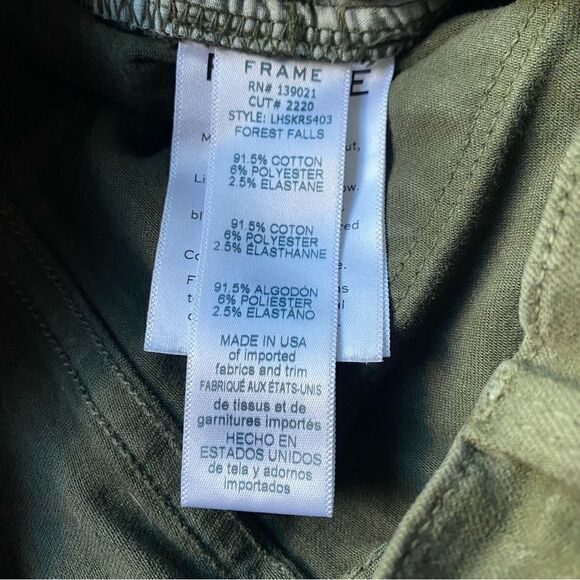 FRAME
RN# 139021
CUT# 2220
STYLE: LHSKRS403
FOREST FALLS
91.5% COTTON
6% POLYESTER
2.5% ELASTANE
91.5% COTON
6% POLYESTER
2.5% ELASTHANNE
91.5% ALGODÓN
6% POLIESTER
2.5% ELASTANO
MADE IN USA
of imported
fabrics and trim
FABRIQUÉ AUX ÉTATS-UNIS
de tissus et de
garnitures importés
HECHO EN
ESTADOS UNIDOS
de tela y adornos
importados